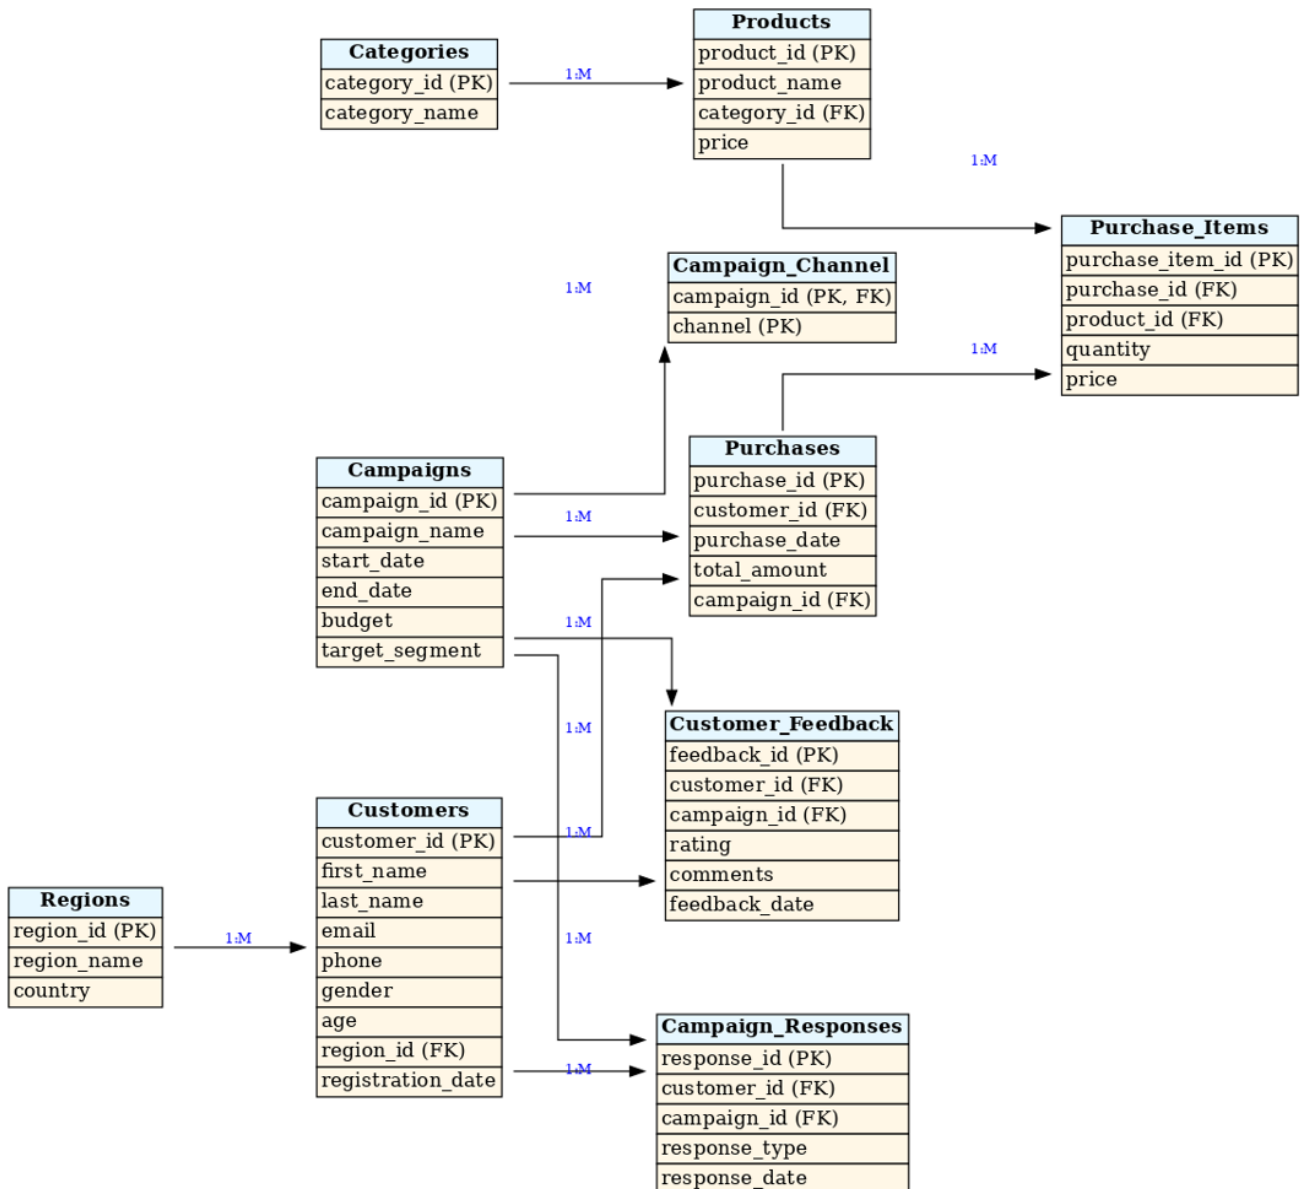 Categories
category_id (PK)
category_name
1:M
Products
product_id (PK)
product_name
category_id (FK)
price
1:M
Purchase_Items
purchase_item_id (PK)
purchase_id (FK)
product_id (FK)
quantity
price
1:M
Campaign_Channel
campaign_id (PK, FK)
channel (PK)
1:M
Campaigns
campaign_id (PK)
campaign_name
start_date
end_date
budget
target_segment
1:M
1:M
1:M
Purchases
purchase_id (PK)
customer_id (FK)
purchase_date
total_amount
campaign_id (FK)
Customer_Feedback
feedback_id (PK)
customer_id (FK)
campaign_id (FK)
rating
comments
feedback_date
Regions
region_id (PK)
region_name
country
1:M
Customers
customer_id (PK)
first_name
last_name
email
phone
gender
age
region_id (FK)
registration_date
1:M
1:M
1:M
Campaign_Responses
response_id (PK)
customer_id (FK)
campaign_id (FK)
response_type
response_date